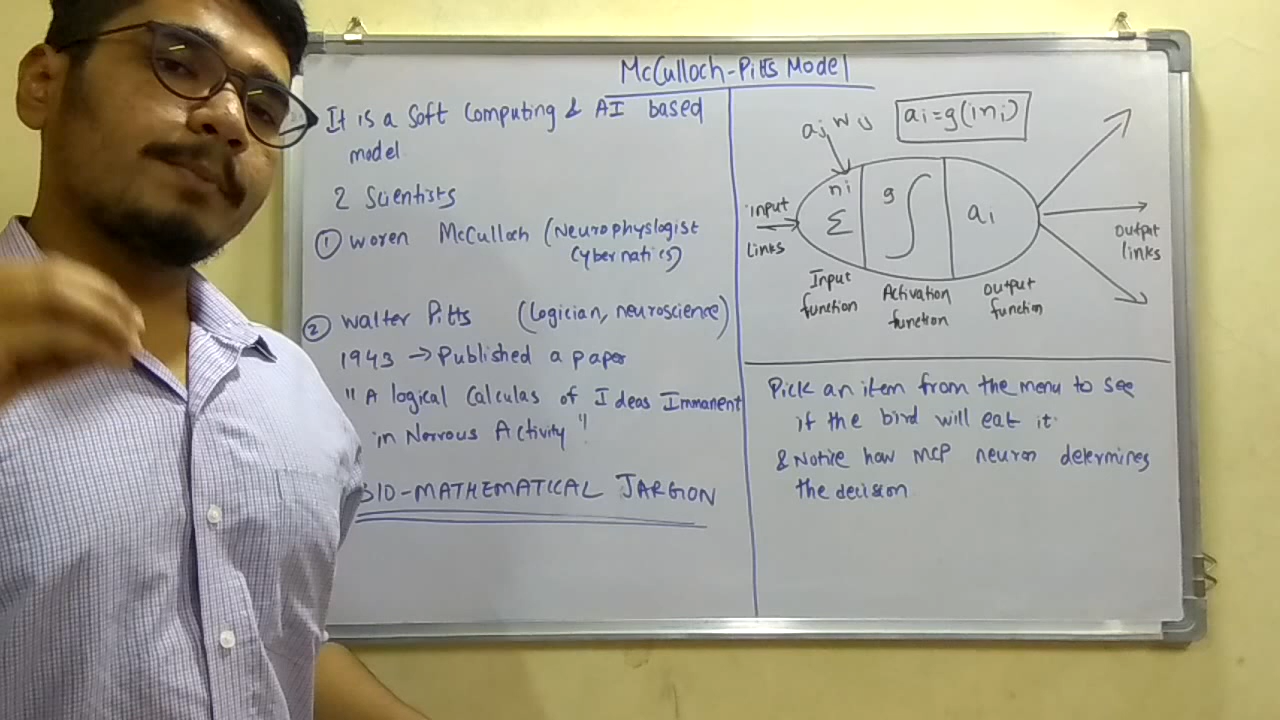 McCulloch-Pitts Model
It is a Soft Computing & AI based
model
2 Scientists
① Woren McCulloch (Neurophyslogist
Cybernatics)
② Walter Pitts (Logician, neuroscience)
1943 → Published a paper
"A logical Calculas of Ideas Immanent
in Nervous Activity"
BIO-MATHEMATICAL JARGON
aj wij
ai=g(ini)
Input
Links
ni
Σ
g
∫
ai
Output
links
Input
function
Activation
function
Output
function
Pick an item from the menu to see
if the bird will eat it.
& Notice how MCP neuron determines
the decision